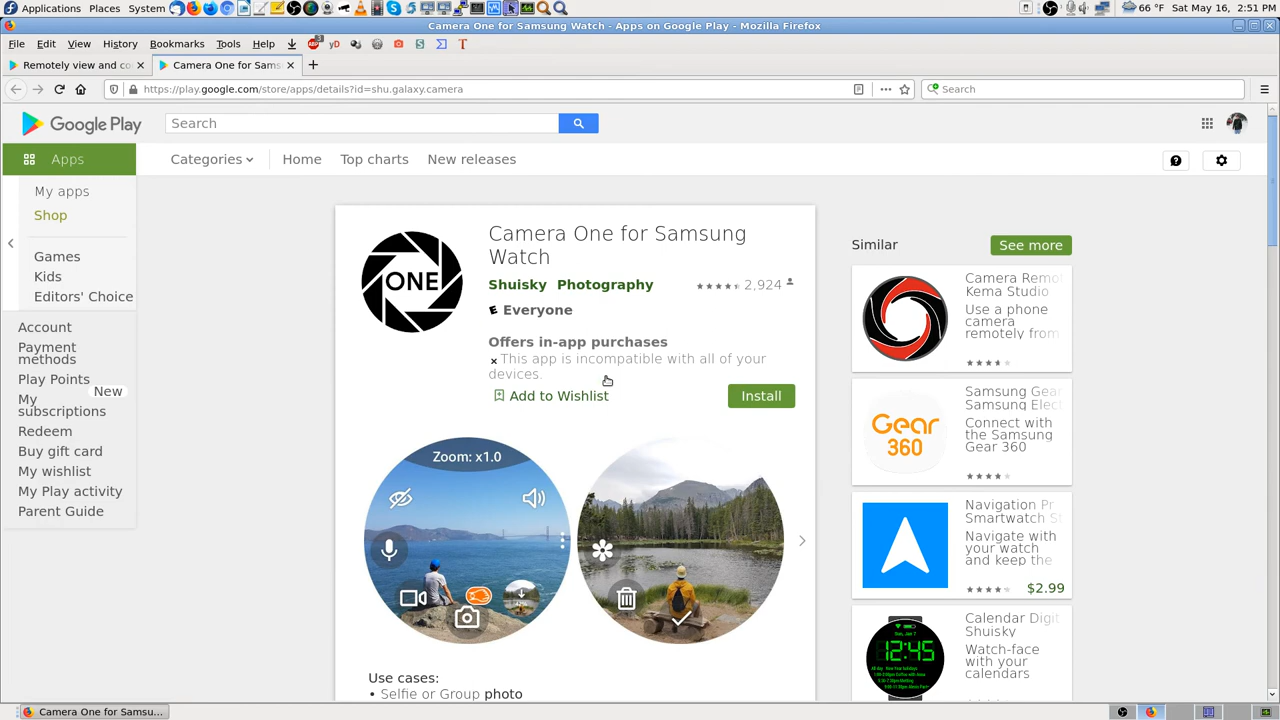 Applications Places System 66 °F Sat May 16, 2:51 PM
Camera One for Samsung Watch - Apps on Google Play - Mozilla Firefox
File Edit View History Bookmarks Tools Help
Remotely view and co
Camera One for Sams
https://play.google.com/store/apps/details?id=shu.galaxy.camera
Search
Google Play
Search
Apps
Categories
Home
Top charts
New releases
My apps
Shop
Games
Kids
Editors' Choice
Account
Payment
methods
Play Points
New
My
subscriptions
Redeem
Buy gift card
My wishlist
My Play activity
Parent Guide
ONE
Camera One for Samsung
Watch
Shuisky Photography
2,924
E Everyone
Offers in-app purchases
This app is incompatible with all of your
devices.
Add to Wishlist
Install
Zoom: x1.0
Use cases:
• Selfie or Group photo
Similar
See more
Camera Remo
Kema Studio
Use a phone
camera
remotely from
Gear
360
Samsung Gear
Samsung Elect
Connect with
the Samsung
Gear 360
Navigation Pr
Smartwatch St
Navigate with
your watch
and keep the
$2.99
12:45
Calendar Digit
Shuisky
Watch-face
with your
calendars
Camera One for Samsu...